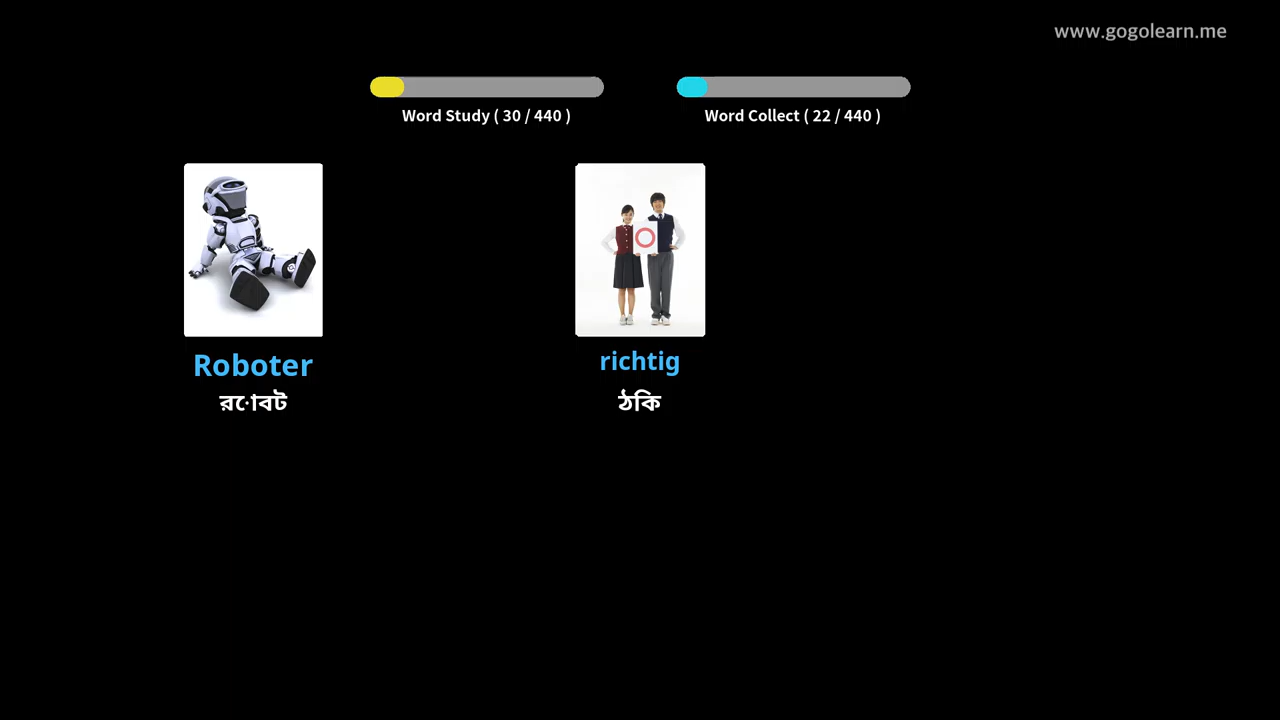 www.gogolearn.me
Word Study ( 30 / 440 )
Word Collect ( 22 / 440 )
Roboter
richtig
রোবট
ঠিক